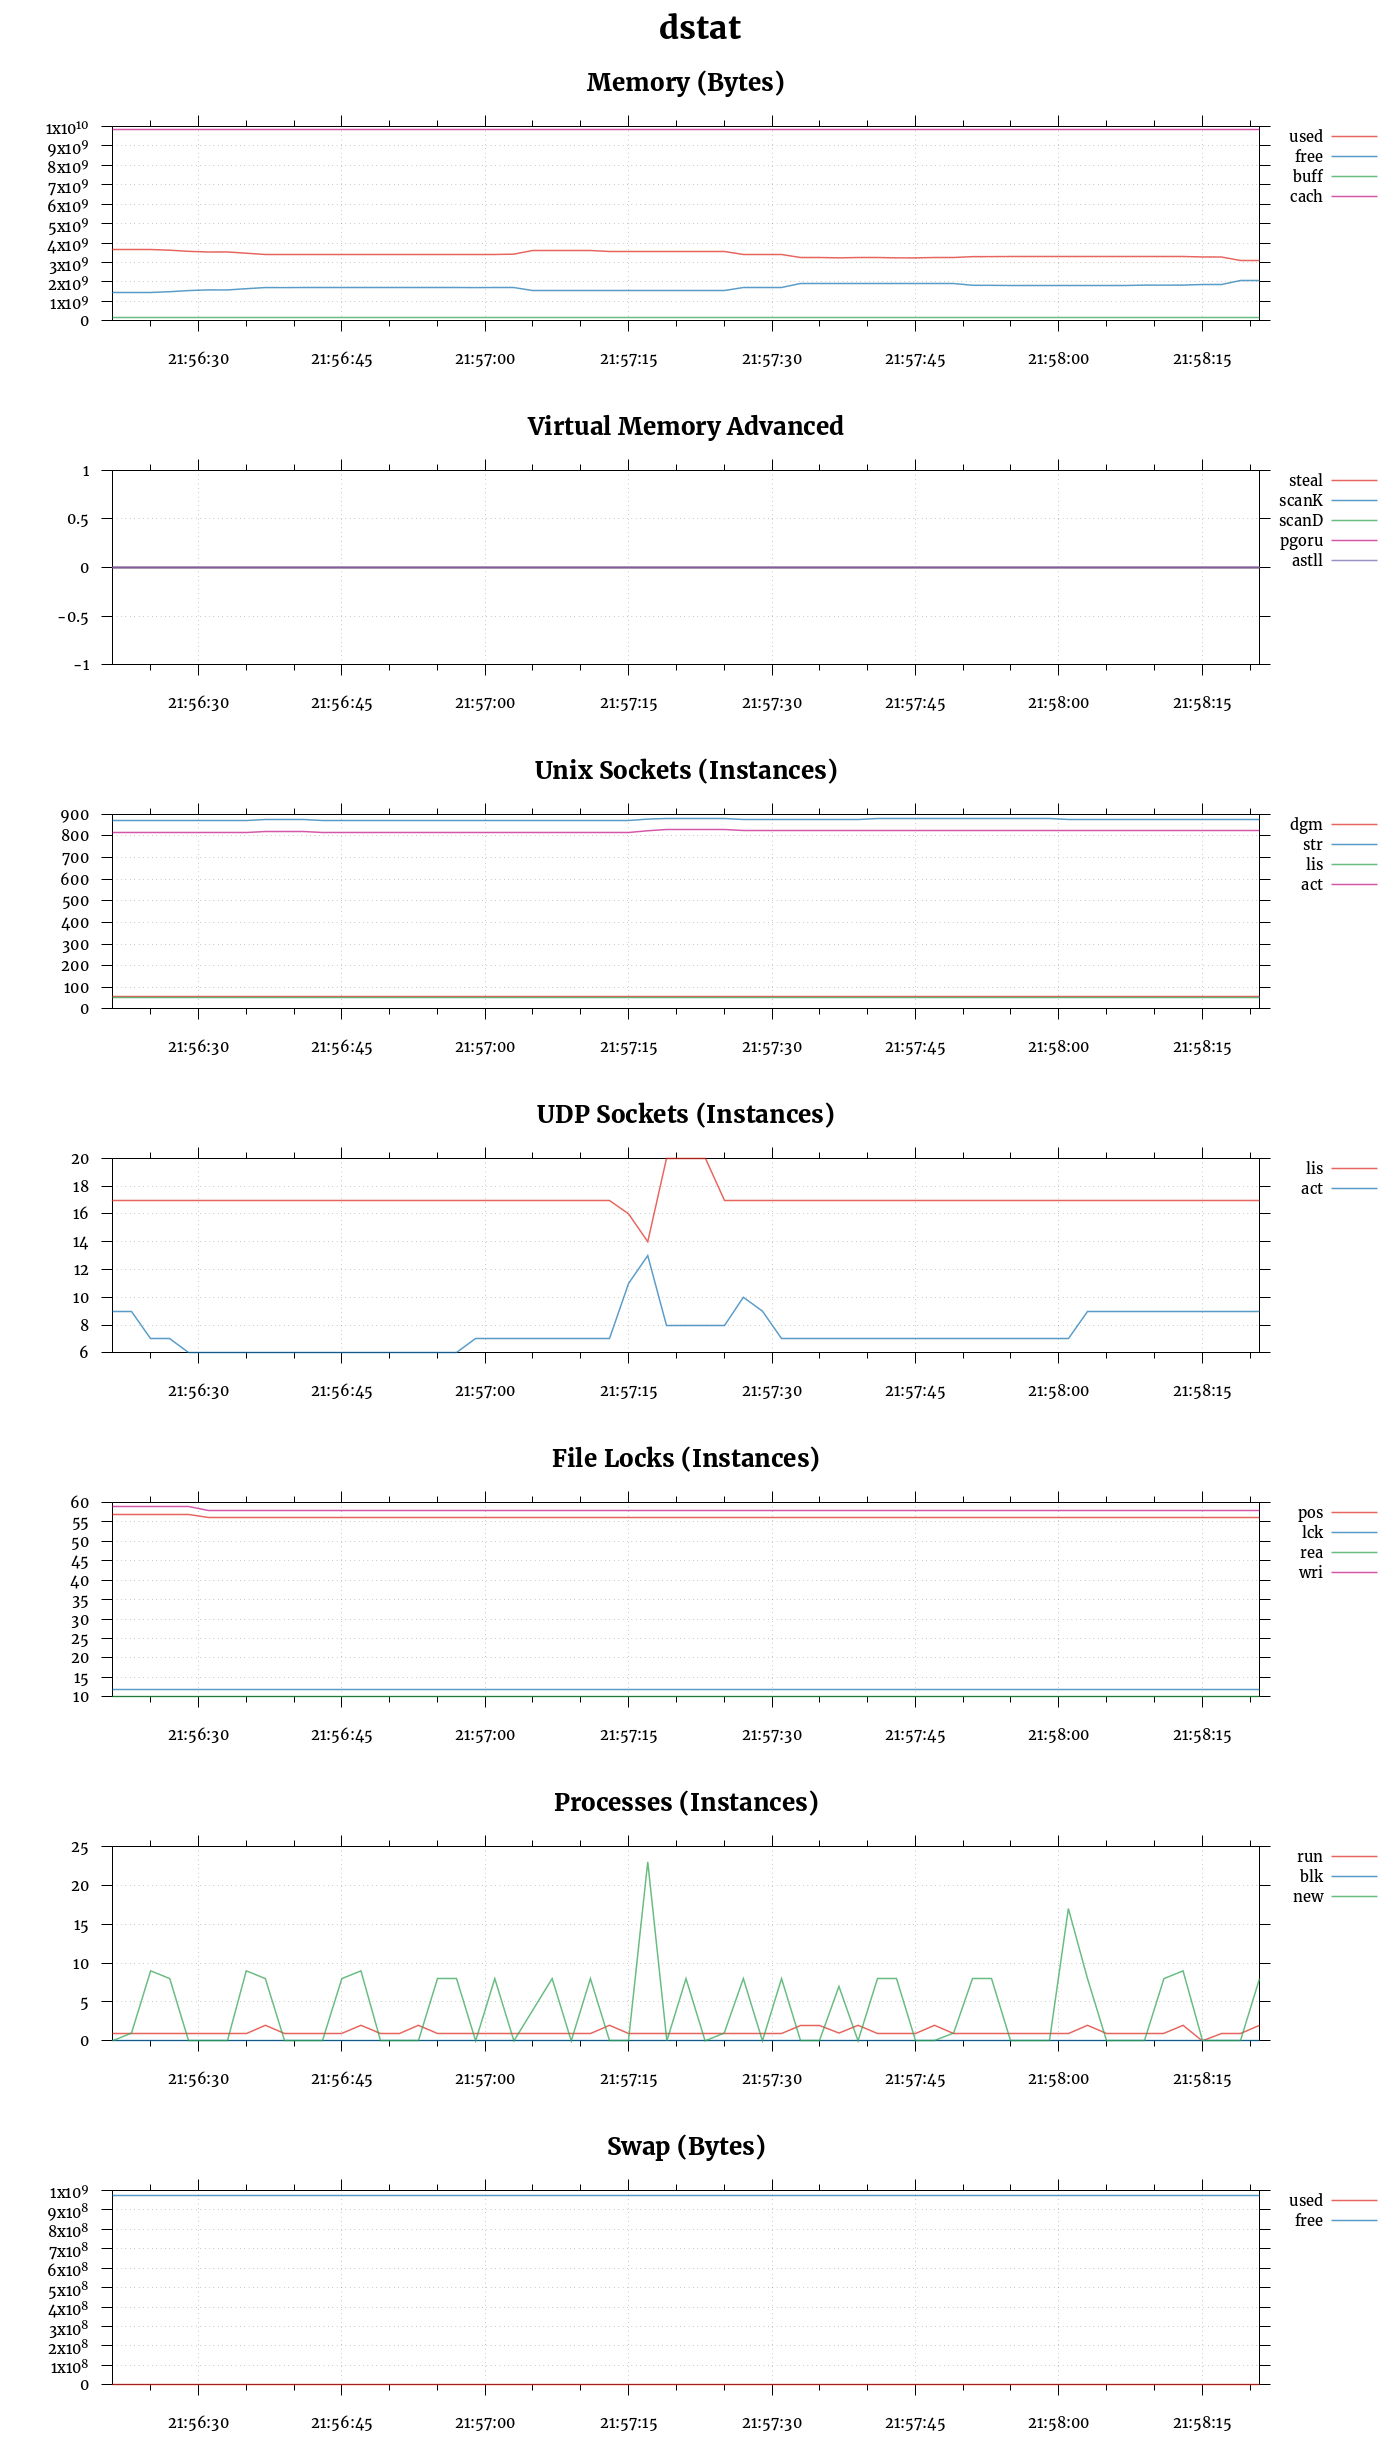 dstat
Memory (Bytes)
1x10¹⁰
9x10⁹
8x10⁹
7x10⁹
6x10⁹
5x10⁹
4x10⁹
3x10⁹
2x10⁹
1x10⁹
0
used
free
buff
cach
21:56:30 21:56:45 21:57:00 21:57:15 21:57:30 21:57:45 21:58:00 21:58:15
Virtual Memory Advanced
1
0.5
0
-0.5
-1
steal
scanK
scanD
pgoru
astll
21:56:30 21:56:45 21:57:00 21:57:15 21:57:30 21:57:45 21:58:00 21:58:15
Unix Sockets (Instances)
900
800
700
600
500
400
300
200
100
0
dgm
str
lis
act
21:56:30 21:56:45 21:57:00 21:57:15 21:57:30 21:57:45 21:58:00 21:58:15
UDP Sockets (Instances)
20
18
16
14
12
10
8
6
lis
act
21:56:30 21:56:45 21:57:00 21:57:15 21:57:30 21:57:45 21:58:00 21:58:15
File Locks (Instances)
60
55
50
45
40
35
30
25
20
15
10
pos
lck
rea
wri
21:56:30 21:56:45 21:57:00 21:57:15 21:57:30 21:57:45 21:58:00 21:58:15
Processes (Instances)
25
20
15
10
5
0
run
blk
new
21:56:30 21:56:45 21:57:00 21:57:15 21:57:30 21:57:45 21:58:00 21:58:15
Swap (Bytes)
1x10⁹
9x10⁸
8x10⁸
7x10⁸
6x10⁸
5x10⁸
4x10⁸
3x10⁸
2x10⁸
1x10⁸
0
used
free
21:56:30 21:56:45 21:57:00 21:57:15 21:57:30 21:57:45 21:58:00 21:58:15